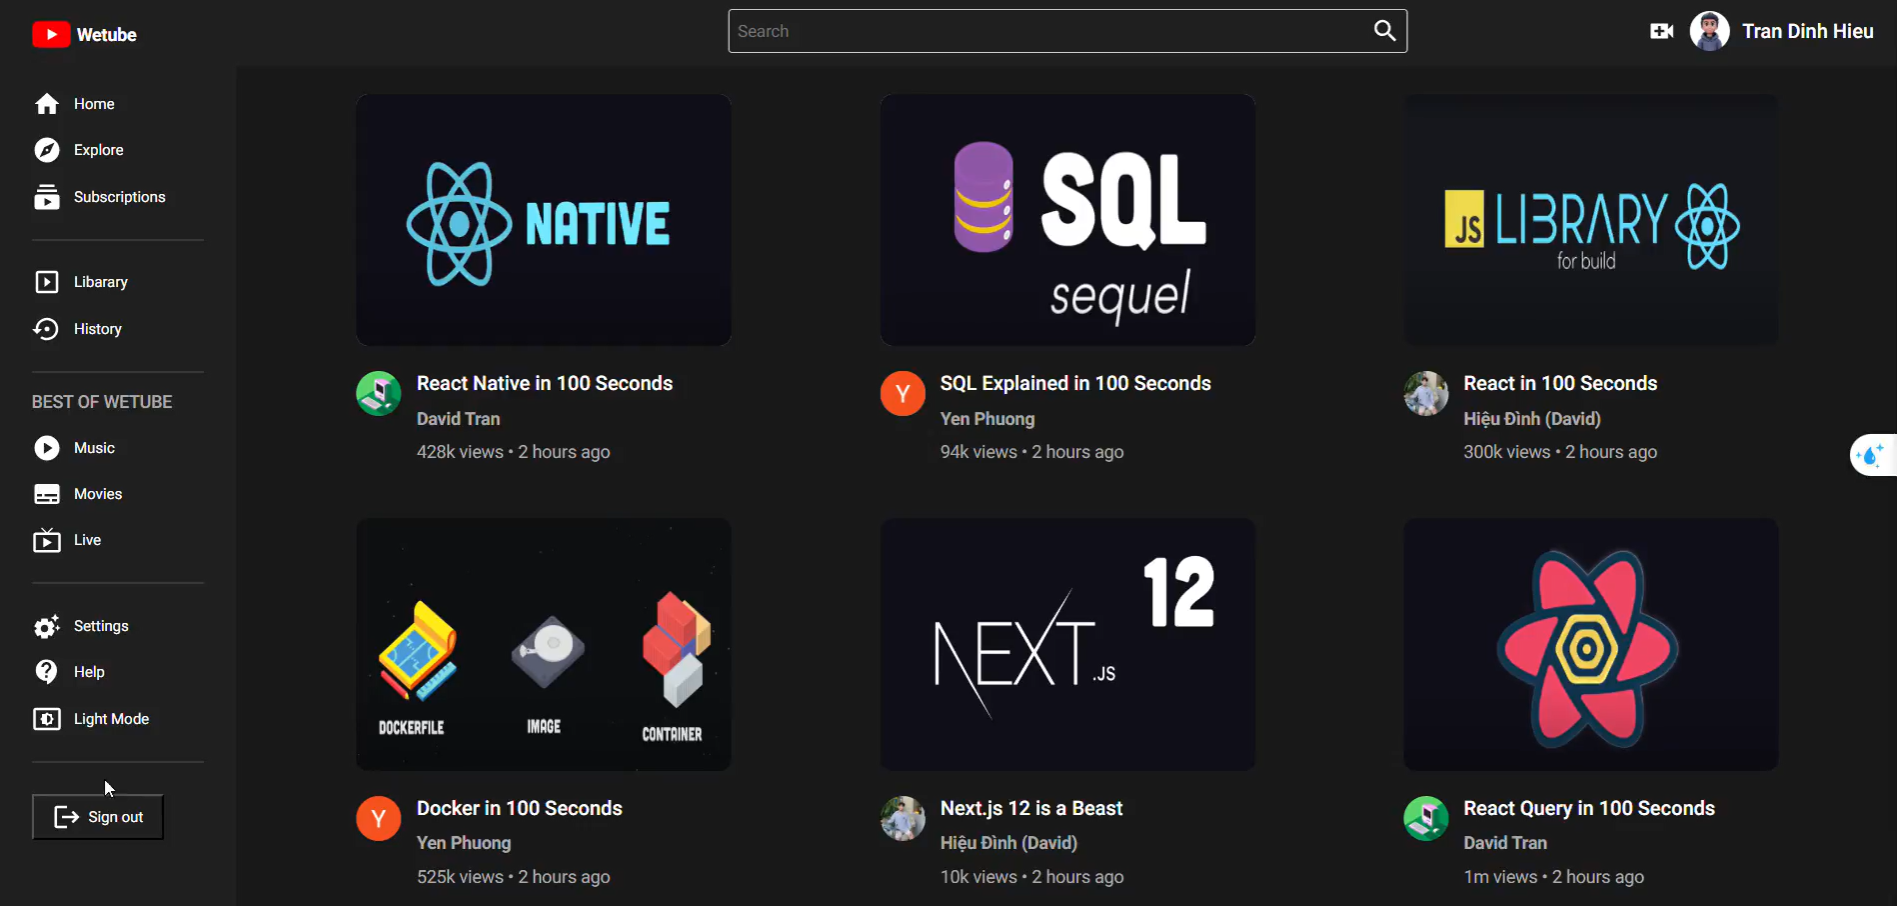 Wetube
Search
Tran Dinh Hieu
Home
Explore
Subscriptions
Libarary
History
BEST OF WETUBE
Music
Movies
Live
Settings
Help
Light Mode
Sign out
NATIVE
React Native in 100 Seconds
David Tran
428k views • 2 hours ago
SQL
sequel
Y
SQL Explained in 100 Seconds
Yen Phuong
94k views • 2 hours ago
JS LIBRARY
for build
React in 100 Seconds
Hiệu Đình (David)
300k views • 2 hours ago
DOCKERFILE IMAGE CONTAINER
Y
Docker in 100 Seconds
Yen Phuong
525k views • 2 hours ago
12
NEXT.JS
Next.js 12 is a Beast
Hiệu Đình (David)
10k views • 2 hours ago
React Query in 100 Seconds
David Tran
1m views • 2 hours ago